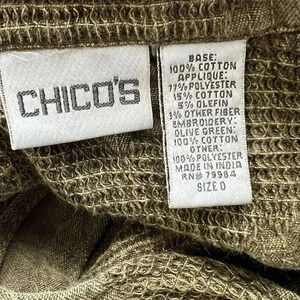 CHICO'S
BASE:
100% COTTON
APPLIQUE:
77% POLYESTER
15% COTTON
5% OLEFIN
3% OTHER FIBER
EMBROIDERY:
OLIVE GREEN:
100% COTTON
OTHER:
100% POLYESTER
MADE IN INDIA
RN# 79984
SIZE 0